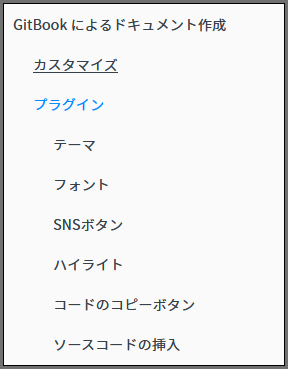 GitBook によるドキュメント作成
カスタマイズ
プラグイン
テーマ
フォント
SNSボタン
ハイライト
コードのコピーボタン
ソースコードの挿入